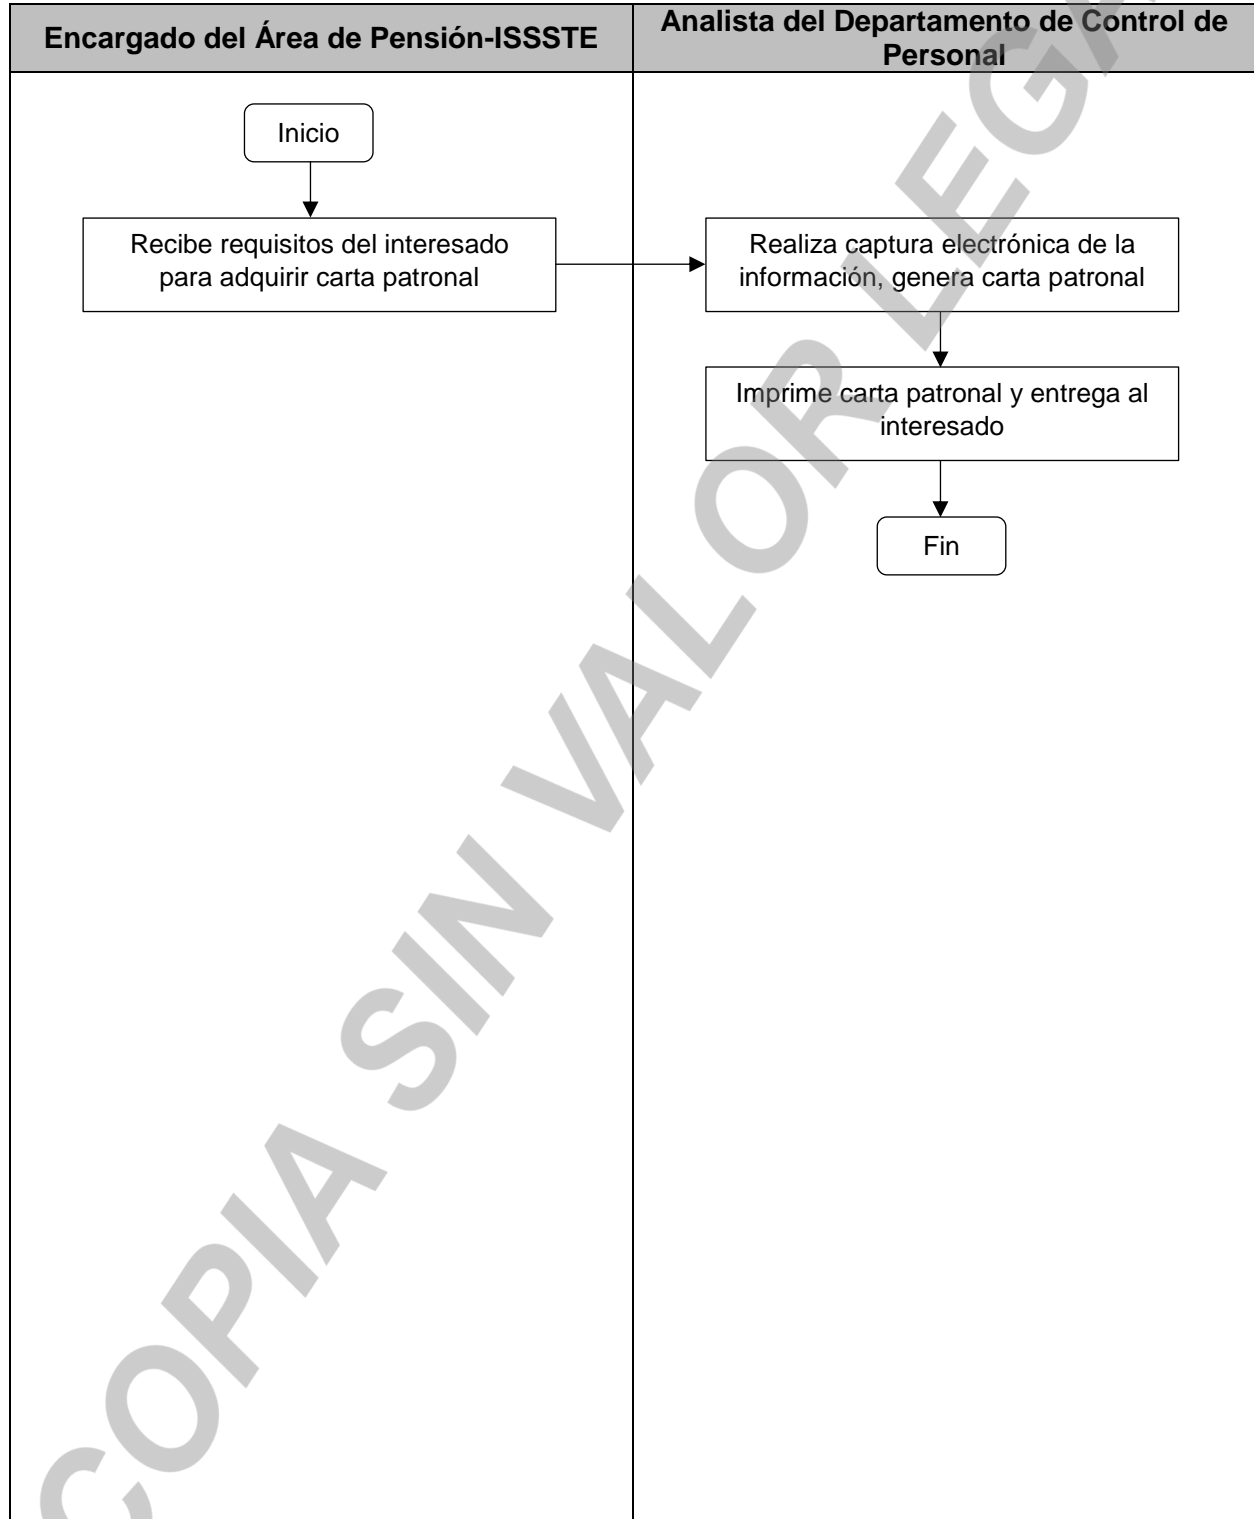 Encargado del Área de Pensión-ISSSTE
Analista del Departamento de Control de
Personal
Inicio
Recibe requisitos del interesado
para adquirir carta patronal
Realiza captura electrónica de la
información, genera carta patronal
Imprime carta patronal y entrega al
interesado
Fin
COPIA SIN VALOR LEGA